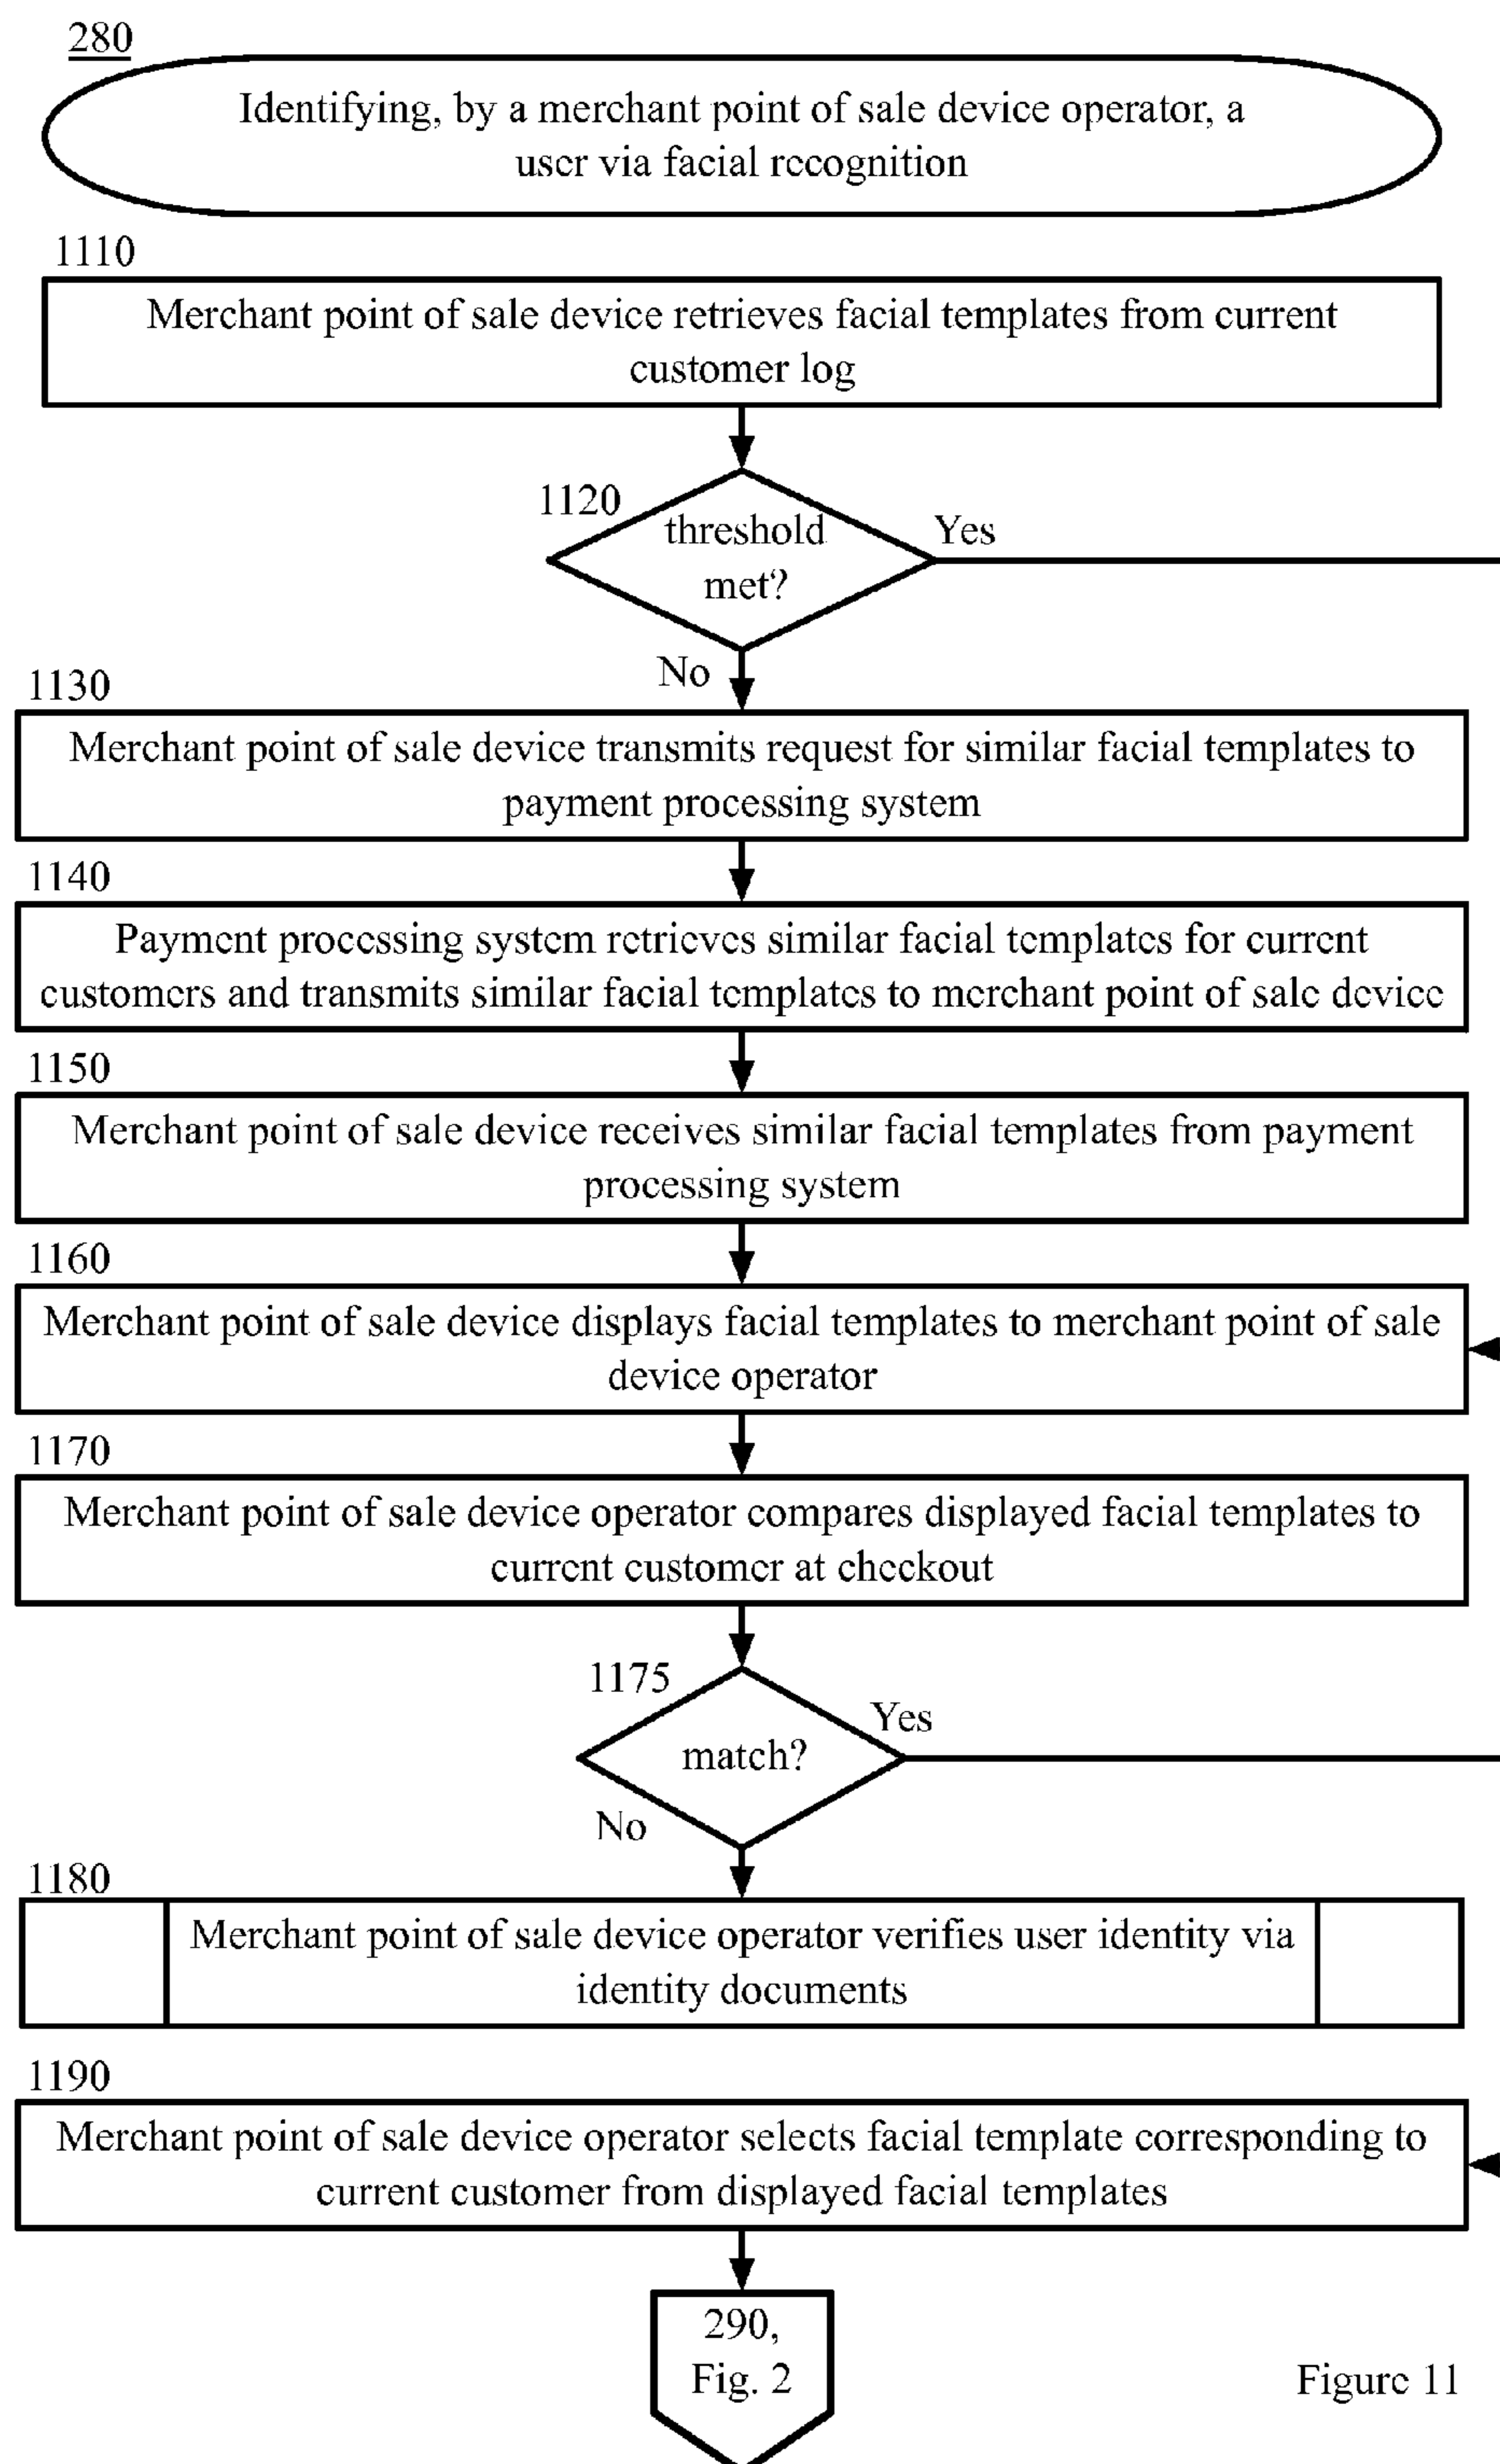 280
Identifying, by a merchant point of sale device operator, a
user via facial recognition
1110
Merchant point of sale device retrieves facial templates from current
customer log
1120
threshold
met?
Yes
No
1130
Merchant point of sale device transmits request for similar facial templates to
payment processing system
1140
Payment processing system retrieves similar facial templates for current
customers and transmits similar facial templates to merchant point of sale device
1150
Merchant point of sale device receives similar facial templates from payment
processing system
1160
Merchant point of sale device displays facial templates to merchant point of sale
device operator
1170
Merchant point of sale device operator compares displayed facial templates to
current customer at checkout
1175
Yes
match?
No
1180
Merchant point of sale device operator verifies user identity via
identity documents
1190
Merchant point of sale device operator selects facial template corresponding to
current customer from displayed facial templates
290,
Fig. 2
Figure 11